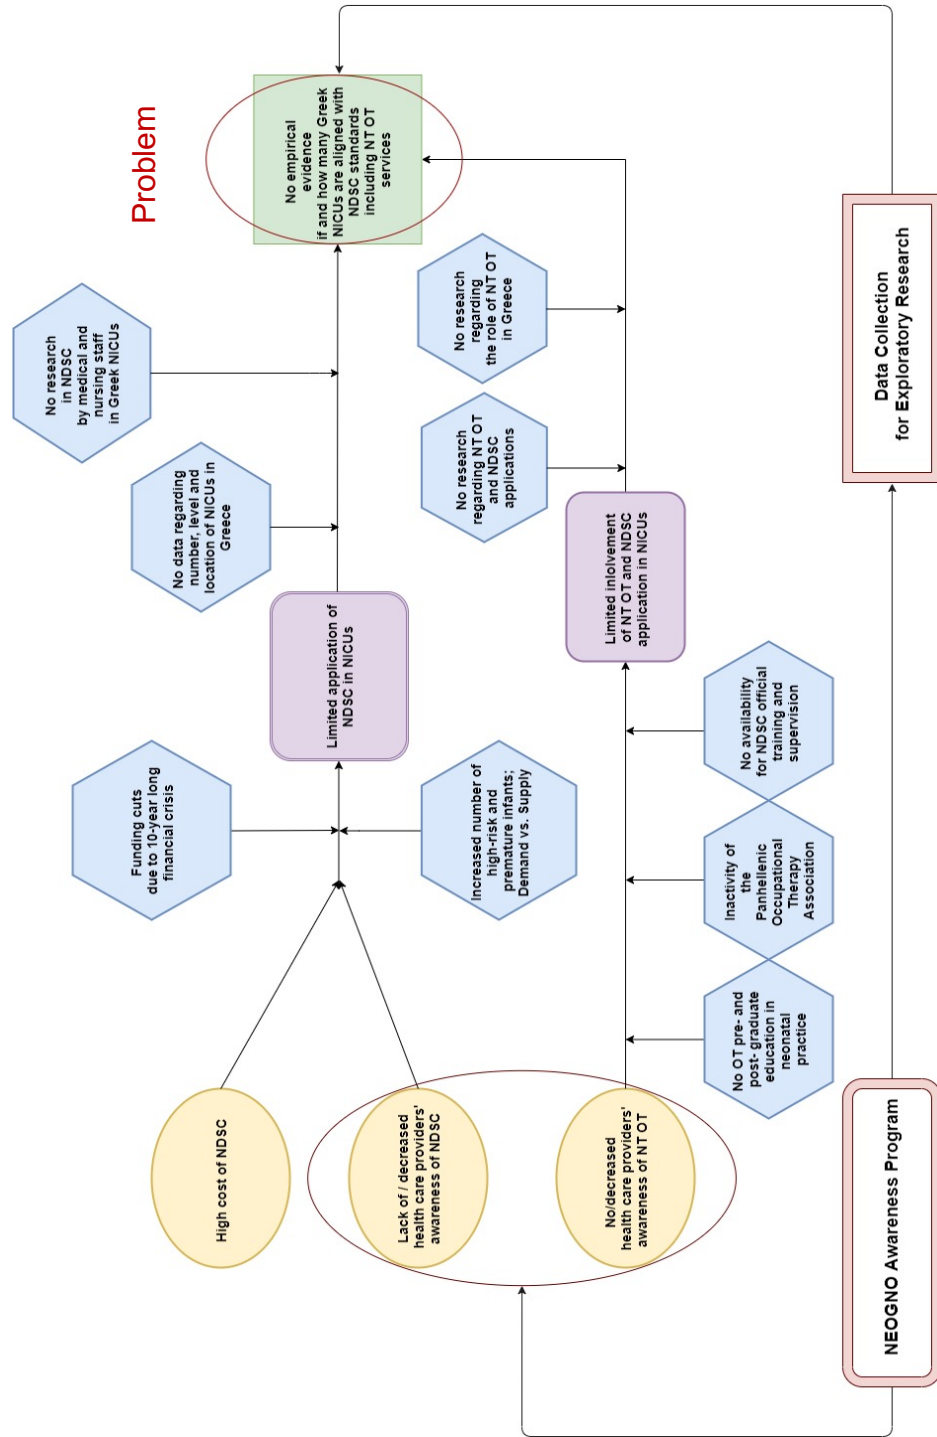 Problem
High cost of NDSC
Lack of / decreased
health care providers'
awareness of NDSC
No/decreased
health care providers'
awareness of NT OT
Funding cuts
due to 10-year long
financial crisis
Increased number of
high-risk and
premature infants;
Demand vs. Supply
No OT pre- and
post- graduate
education in
neonatal
practice
Inactivity of
the
Panhellenic
Occupational
Therapy
Association
No availability
for NDSC official
training and
supervision
Limited application of
NDSC in NICUs
Limited inlolvement
of NT OT and NDSC
application in NICUs
No data regarding
number, level and
location of NICUs in
Greece
No research
in NDSC
by medical and
nursing staff
in Greek NICUs
No research
regarding NT OT
and NDSC
applications
No research
regarding
the role of NT OT
in Greece
No empirical
evidence
if and how many Greek
NICUs are aligned with
NDSC standards
including NT OT
services
NEOGNO Awareness Program
Data Collection
for Exploratory Research